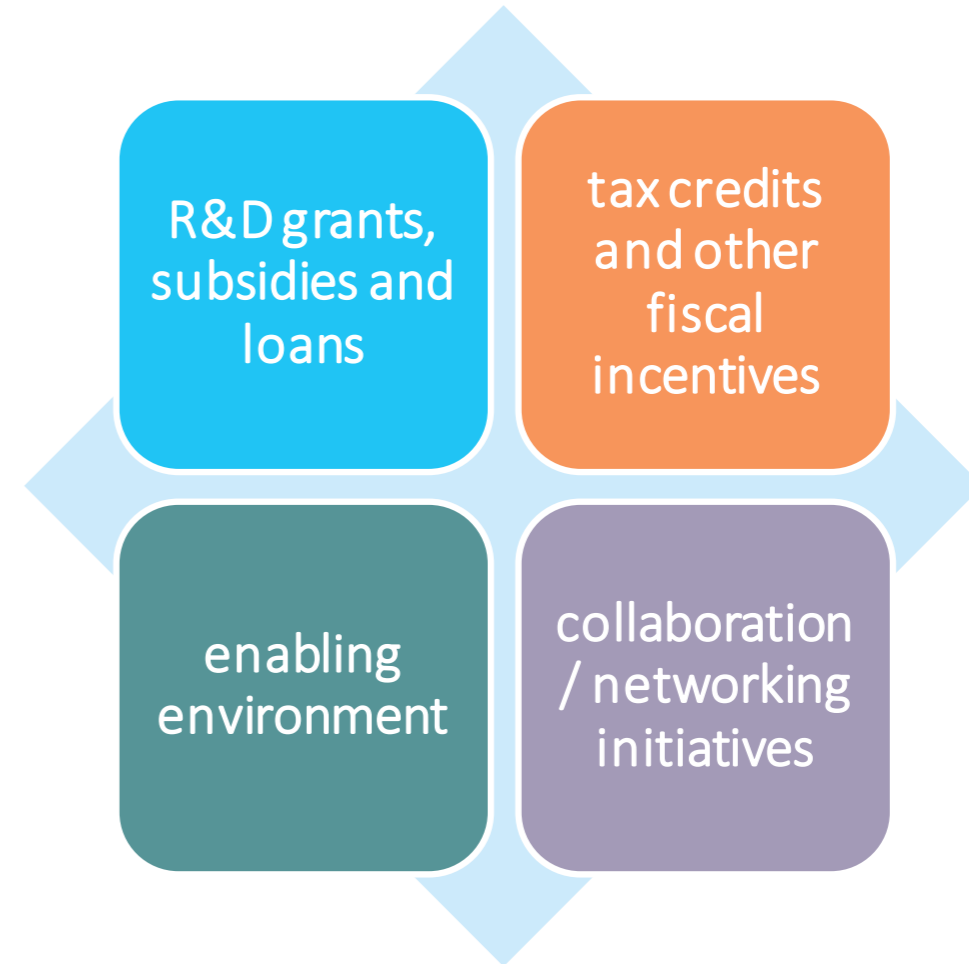 R&D grants,
subsidies and
loans
tax credits
and other
fiscal
incentives
enabling
environment
collaboration
/ networking
initiatives